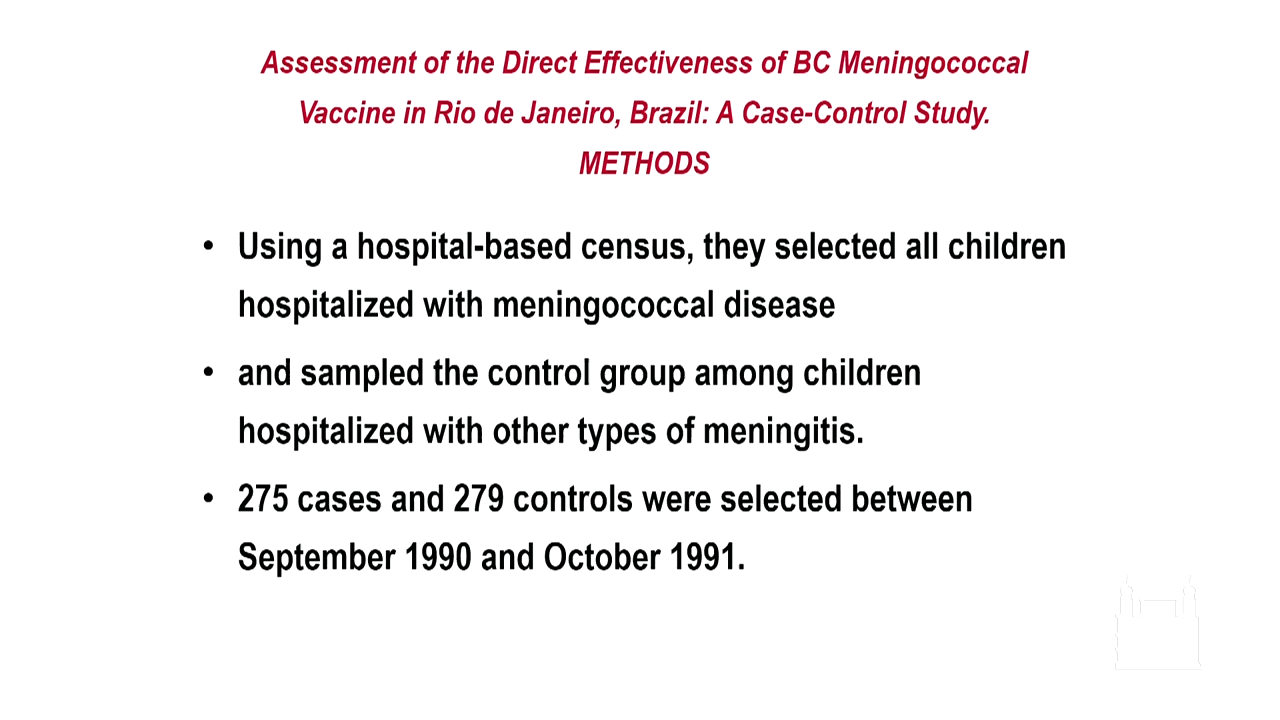 Assessment of the Direct Effectiveness of BC Meningococcal
Vaccine in Rio de Janeiro, Brazil: A Case-Control Study.
METHODS
• Using a hospital-based census, they selected all children
hospitalized with meningococcal disease
• and sampled the control group among children
hospitalized with other types of meningitis.
• 275 cases and 279 controls were selected between
September 1990 and October 1991.